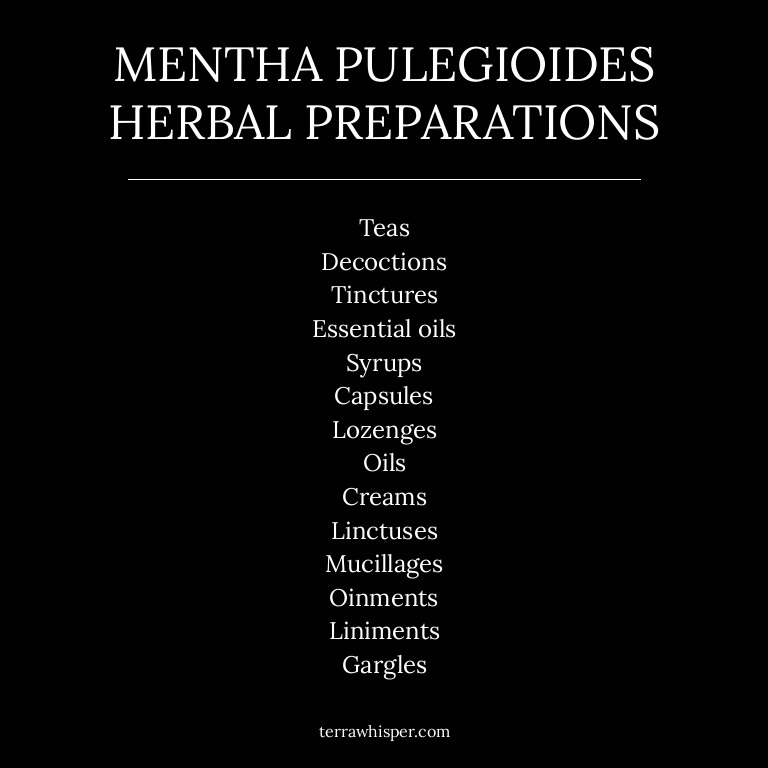 MENTHA PULEGIOIDES
HERBAL PREPARATIONS
Teas
Decoctions
Tinctures
Essential oils
Syrups
Capsules
Lozenges
Oils
Creams
Linctuses
Mucillages
Oinments
Liniments
Gargles
terrawhisper.com